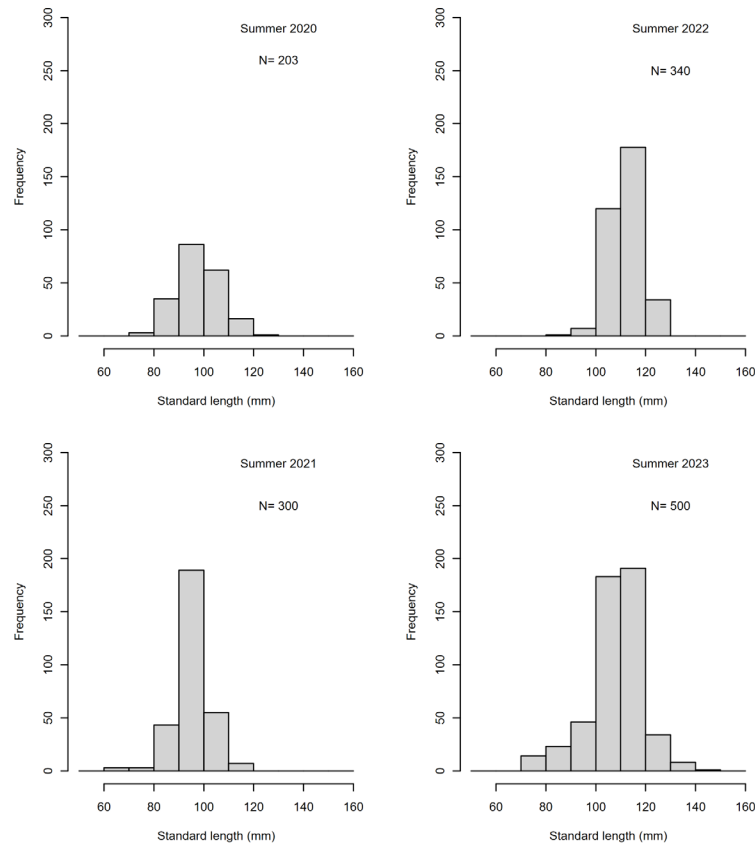 Summer 2020
N= 203
300
250
200
150
100
50
0
Frequency
60 80 100 120 140 160
Standard length (mm)
Summer 2022
N= 340
300
250
200
150
100
50
0
Frequency
60 80 100 120 140 160
Standard length (mm)
Summer 2021
N= 300
300
250
200
150
100
50
0
Frequency
60 80 100 120 140 160
Standard length (mm)
Summer 2023
N= 500
300
250
200
150
100
50
0
Frequency
60 80 100 120 140 160
Standard length (mm)